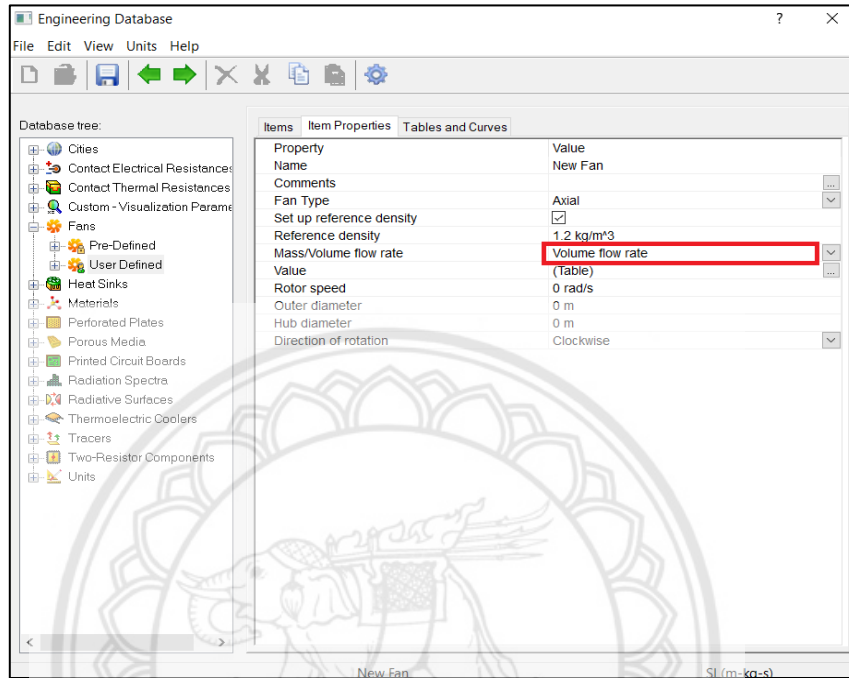 Engineering Database
? ×
File Edit View Units Help
Database tree:
Cities
Contact Electrical Resistances
Contact Thermal Resistances
Custom - Visualization Parame
Fans
Pre-Defined
User Defined
Heat Sinks
Materials
Perforated Plates
Porous Media
Printed Circuit Boards
Radiation Spectra
Radiative Surfaces
Thermoelectric Coolers
Tracers
Two-Resistor Components
Units
Items Item Properties Tables and Curves
Property Value
Name New Fan
Comments ...
Fan Type Axial
Set up reference density
Reference density 1.2 kg/m^3
Mass/Volume flow rate Volume flow rate
Value (Table) ...
Rotor speed 0 rad/s
Outer diameter 0 m
Hub diameter 0 m
Direction of rotation Clockwise
New Fan SI (m-kg-s)